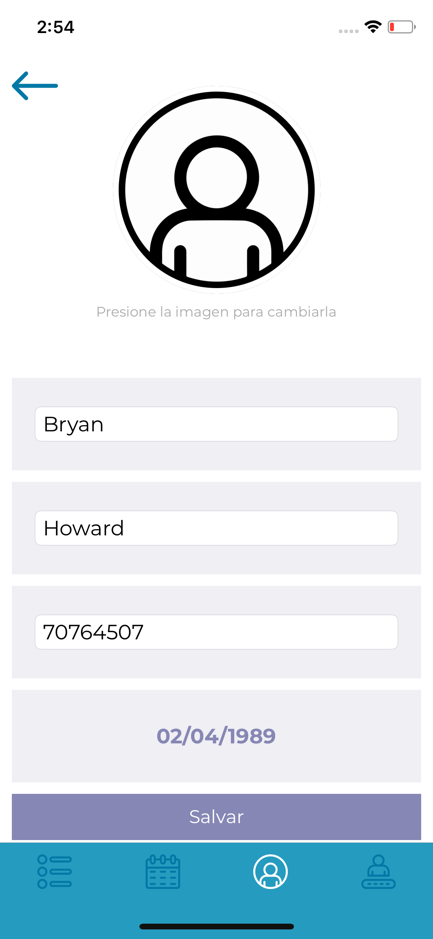 2:54
Presione la imagen para cambiarla
Bryan
Howard
70764507
02/04/1989
Salvar